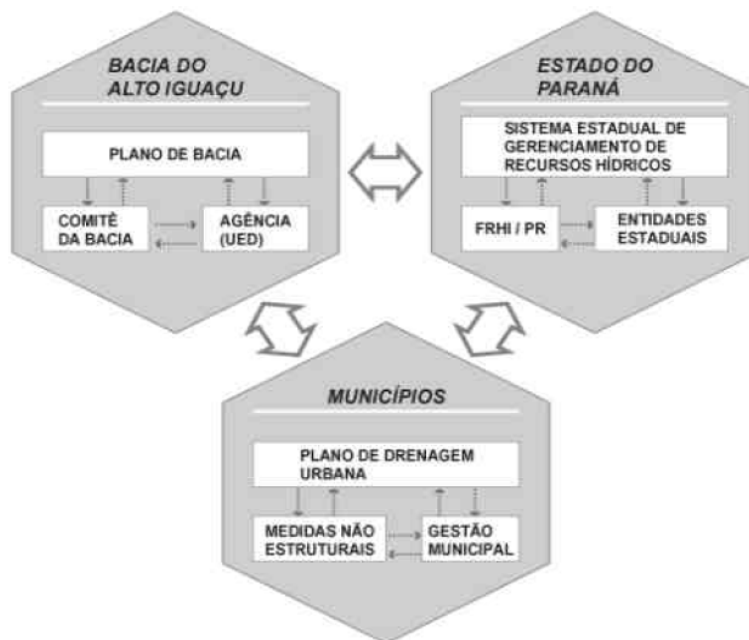 BACIA DO
ALTO IGUAÇU
PLANO DE BACIA
COMITÊ
DA BACIA
AGÊNCIA
(UED)
ESTADO DO
PARANÁ
SISTEMA ESTADUAL DE
GERENCIAMENTO DE
RECURSOS HÍDRICOS
FRHI / PR
ENTIDADES
ESTADUAIS
MUNICÍPIOS
PLANO DE DRENAGEM
URBANA
MEDIDAS NÃO
ESTRUTURAIS
GESTÃO
MUNICIPAL